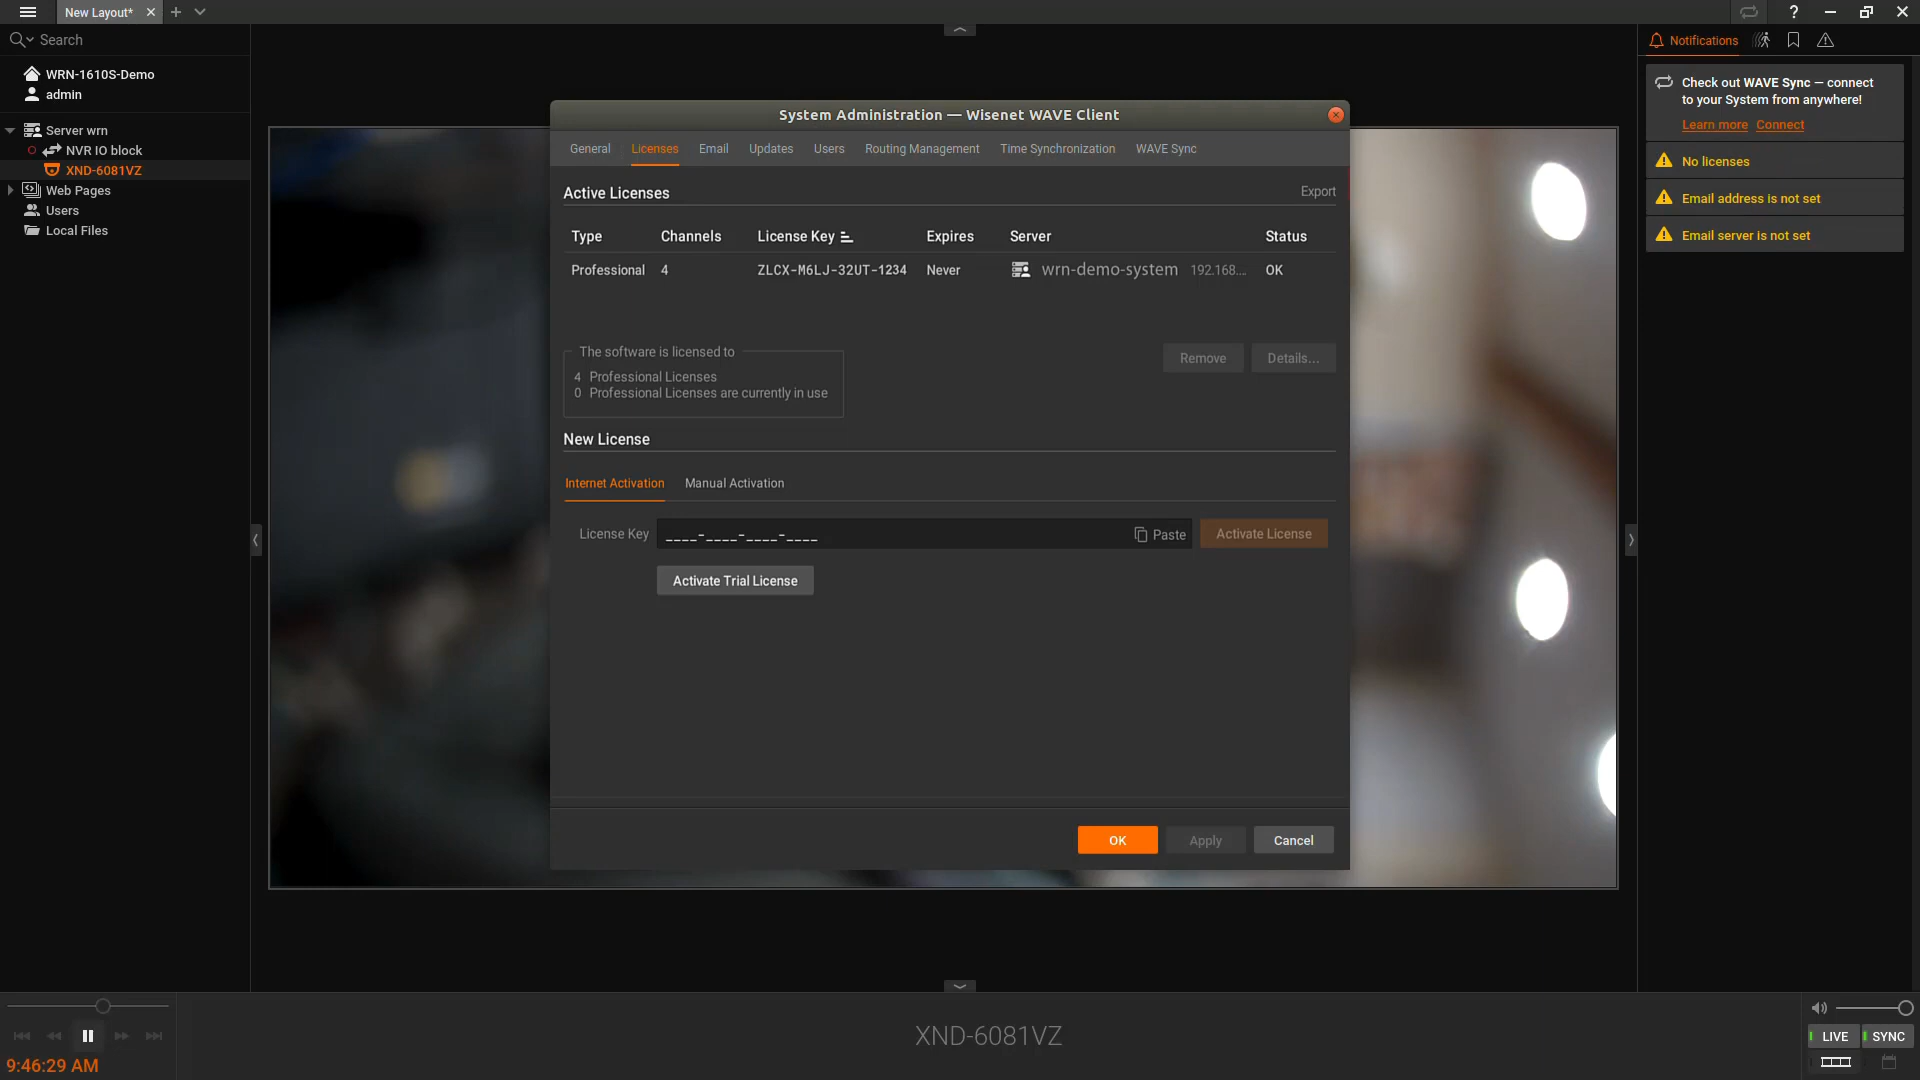 New Layout*
Search
WRN-1610S-Demo
admin
Server wrn
NVR IO block
XND-6081VZ
Web Pages
Users
Local Files
System Administration — Wisenet WAVE Client
General Licenses Email Updates Users Routing Management Time Synchronization WAVE Sync
Active Licenses Export
Type Channels License Key Expires Server Status
Professional 4 ZLCX-M6LJ-32UT-1234 Never wrn-demo-system 192.168.... OK
The software is licensed to
4 Professional Licenses
0 Professional Licenses are currently in use
Remove Details...
New License
Internet Activation Manual Activation
License Key ____-____-____-____ Paste Activate License
Activate Trial License
OK Apply Cancel
Notifications
Check out WAVE Sync — connect
to your System from anywhere!
Learn more Connect
No licenses
Email address is not set
Email server is not set
9:46:29 AM
XND-6081VZ
LIVE SYNC